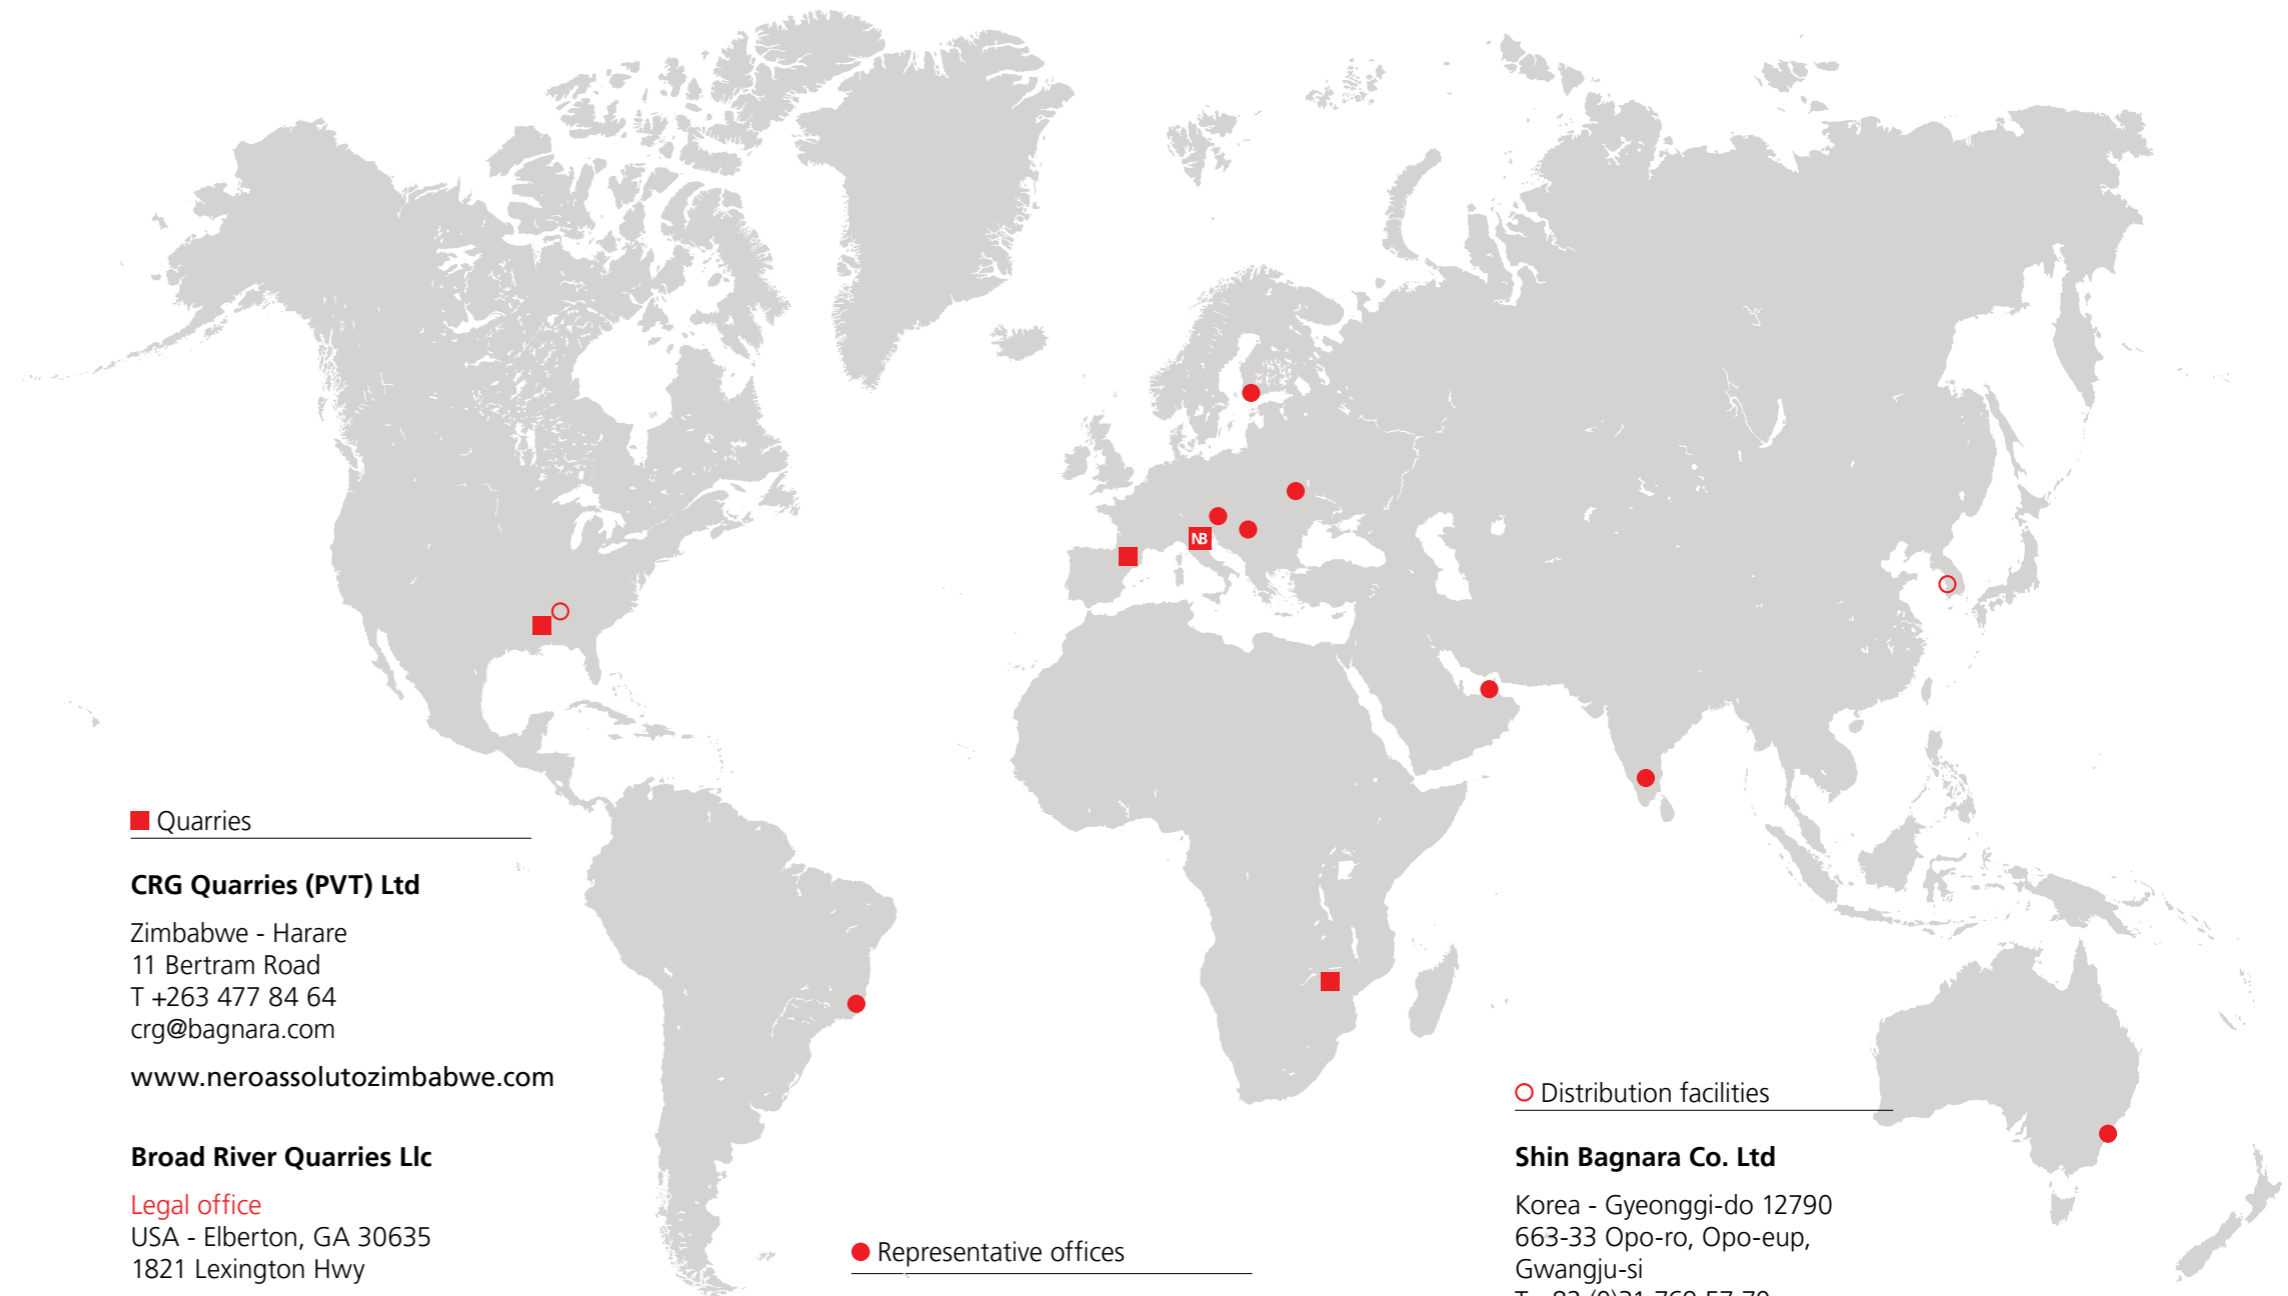 NB
Quarries
CRG Quarries (PVT) Ltd
Zimbabwe - Harare
11 Bertram Road
T +263 477 84 64
crg@bagnara.com
www.neroassolutozimbabwe.com
Broad River Quarries Llc
Legal office
USA - Elberton, GA 30635
1821 Lexington Hwy
Representative offices
Distribution facilities
Shin Bagnara Co. Ltd
Korea - Gyeonggi-do 12790
663-33 Opo-ro, Opo-eup,
Gwangju-si